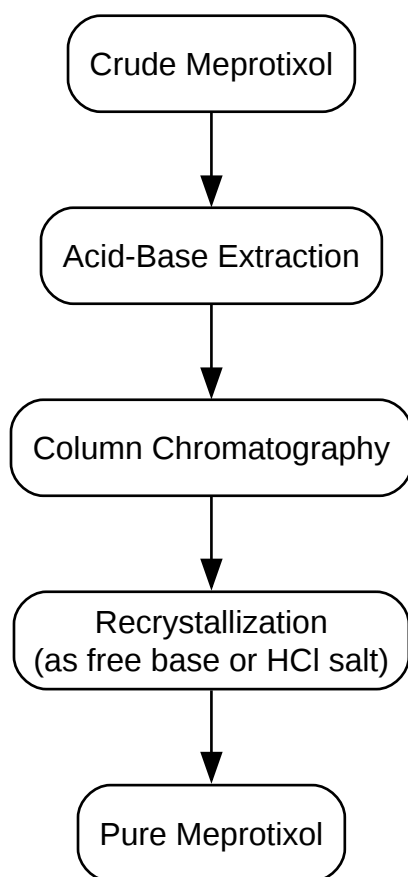 Crude Meprotixol
Acid-Base Extraction
Column Chromatography
Recrystallization
(as free base or HCl salt)
Pure Meprotixol